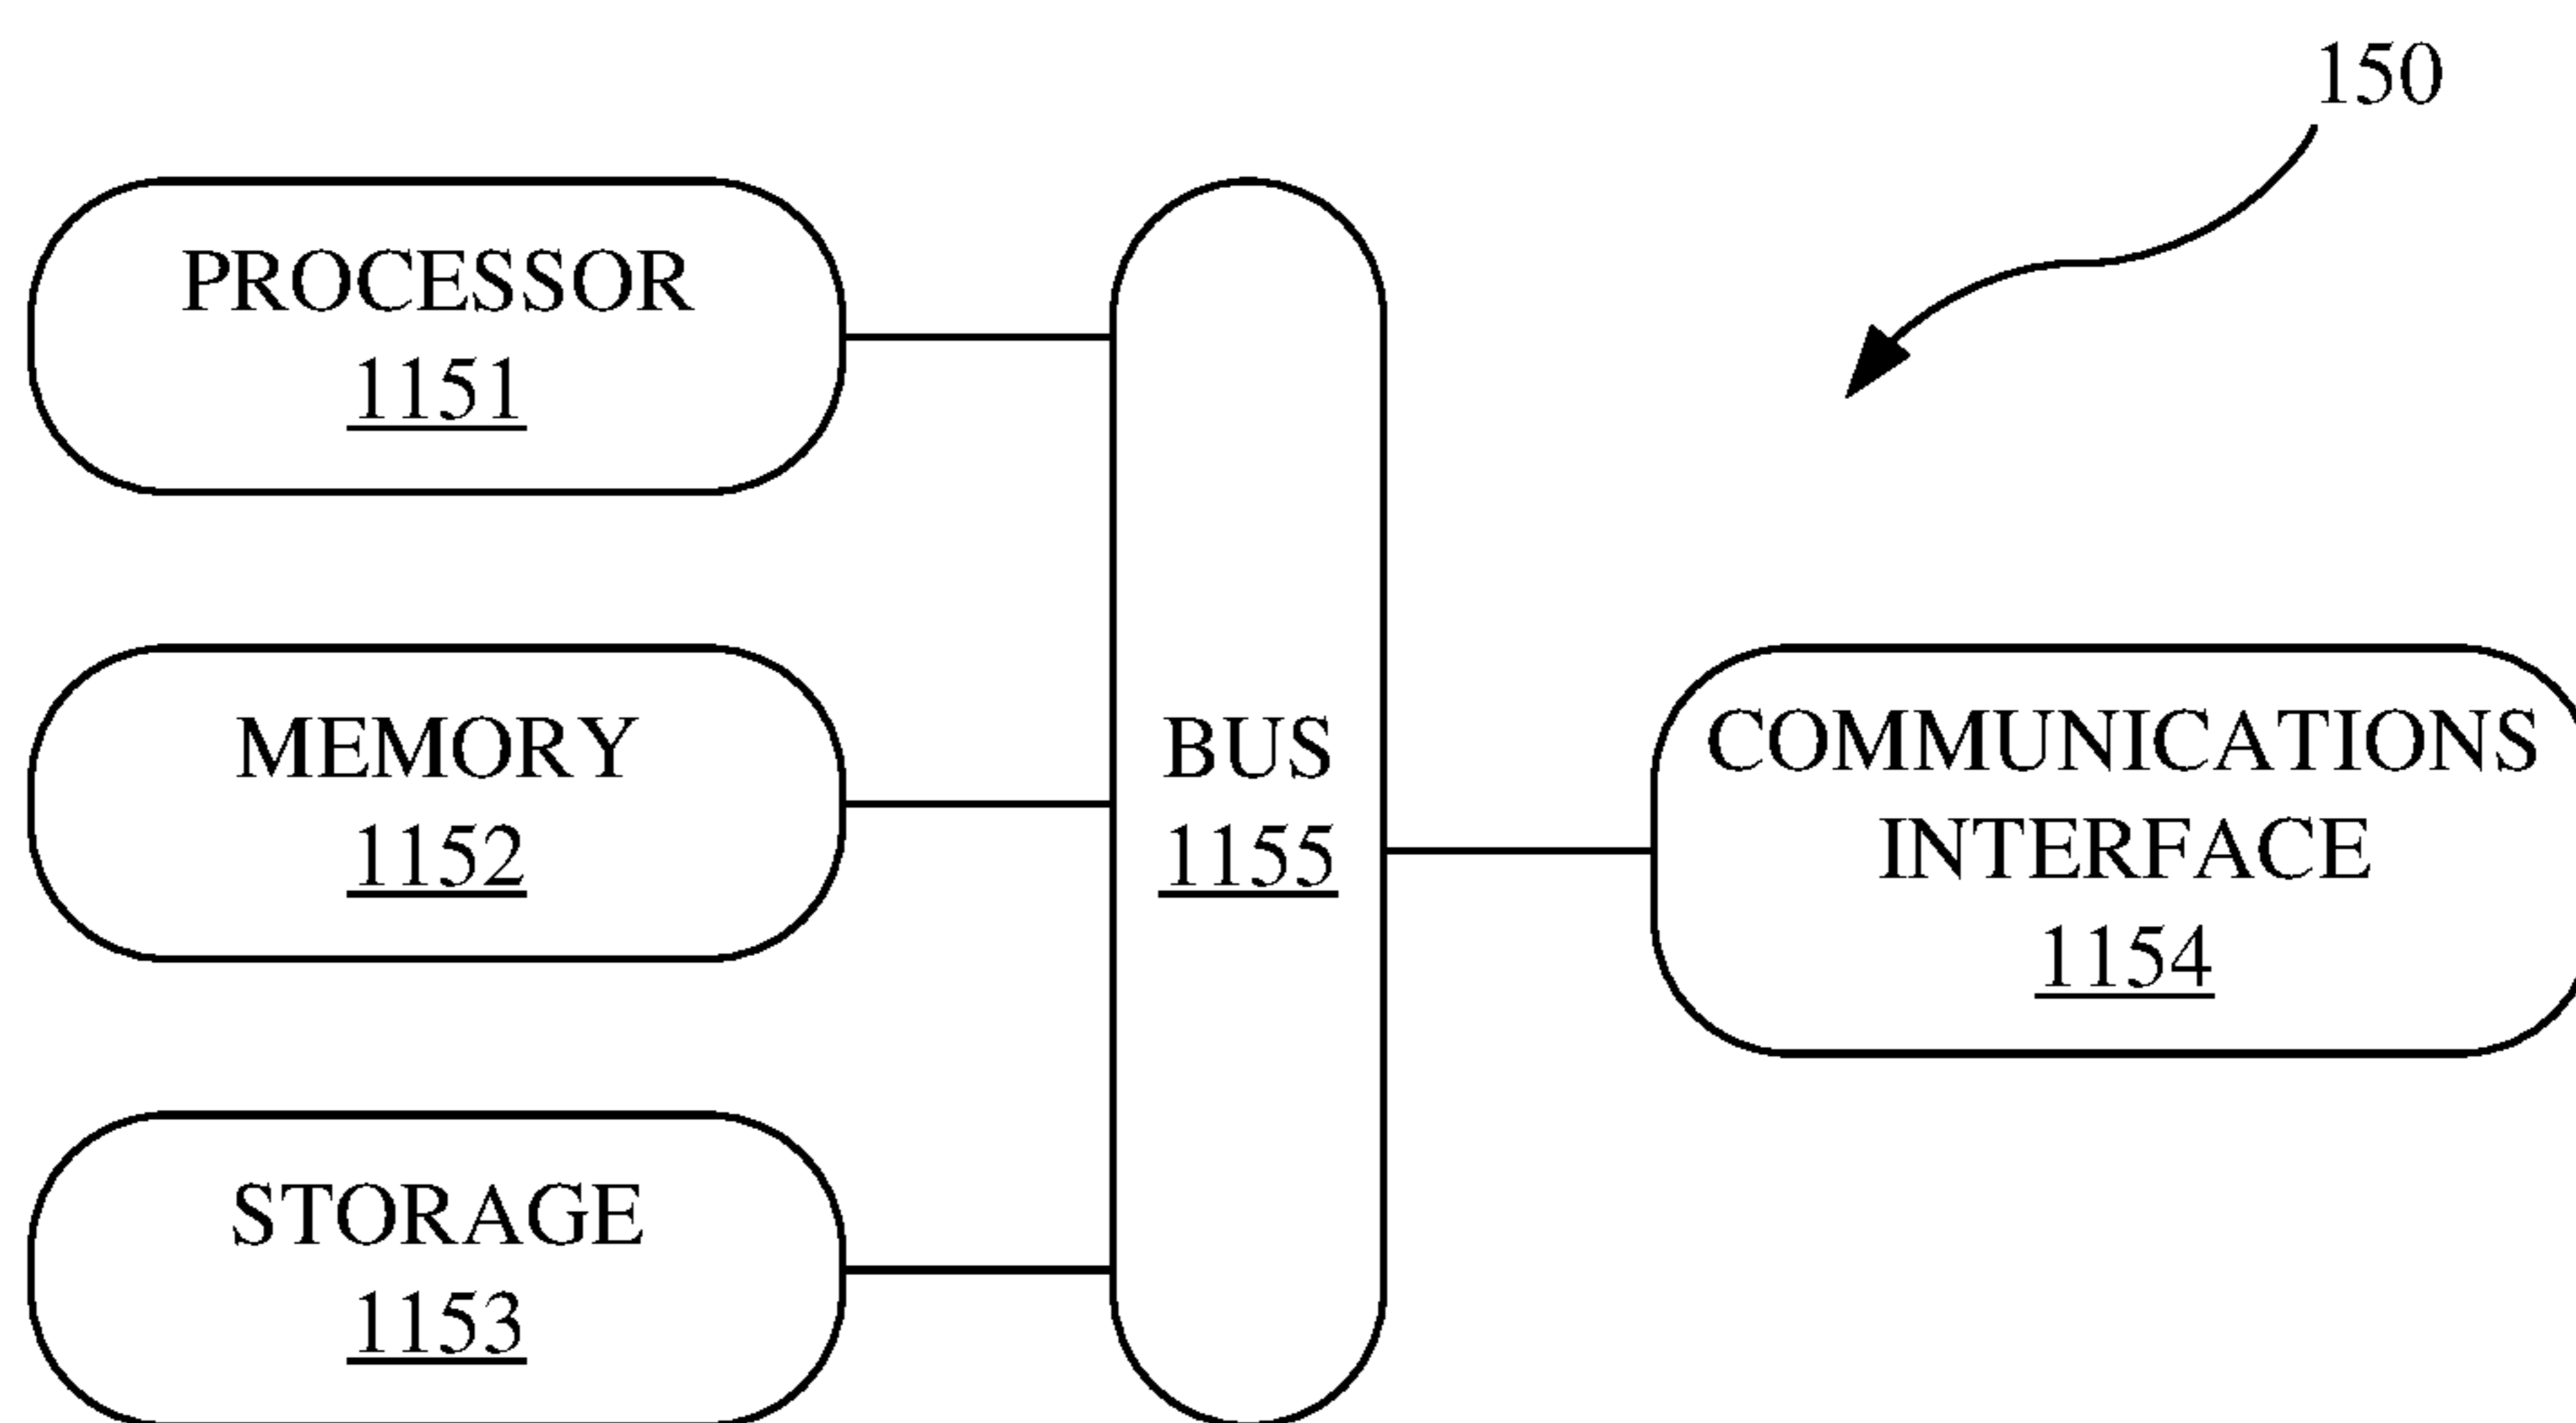 150
PROCESSOR
1151
MEMORY
1152
STORAGE
1153
BUS
1155
COMMUNICATIONS
INTERFACE
1154